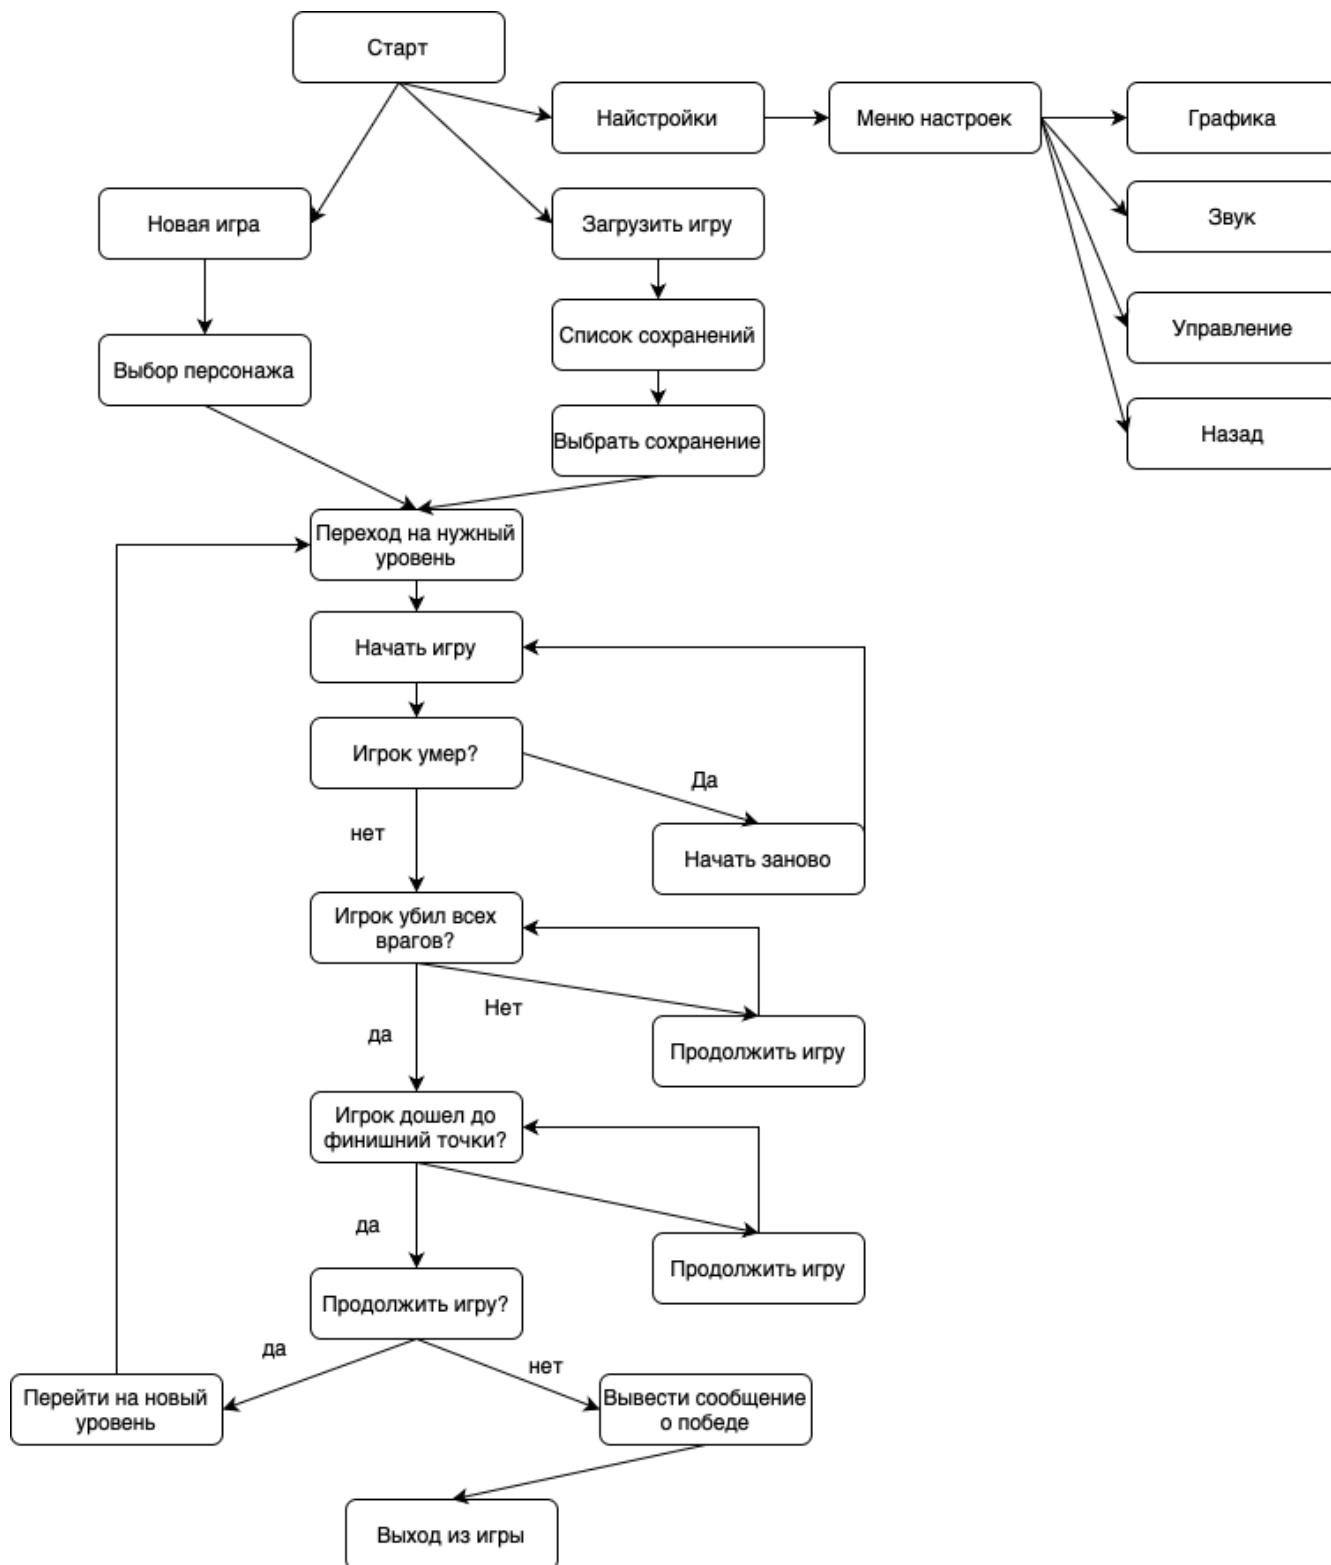 Старт
Найстройки
Меню настроек
Графика
Новая игра
Загрузить игру
Звук
Выбор персонажа
Список сохранений
Управление
Выбрать сохранение
Назад
Переход на нужный
уровень
Начать игру
Игрок умер?
Да
нет
Начать заново
Игрок убил всех
врагов?
Нет
да
Продолжить игру
Игрок дошел до
финишний точки?
да
Продолжить игру
Продолжить игру?
да
нет
Перейти на новый
уровень
Вывести сообщение
о победе
Выход из игры